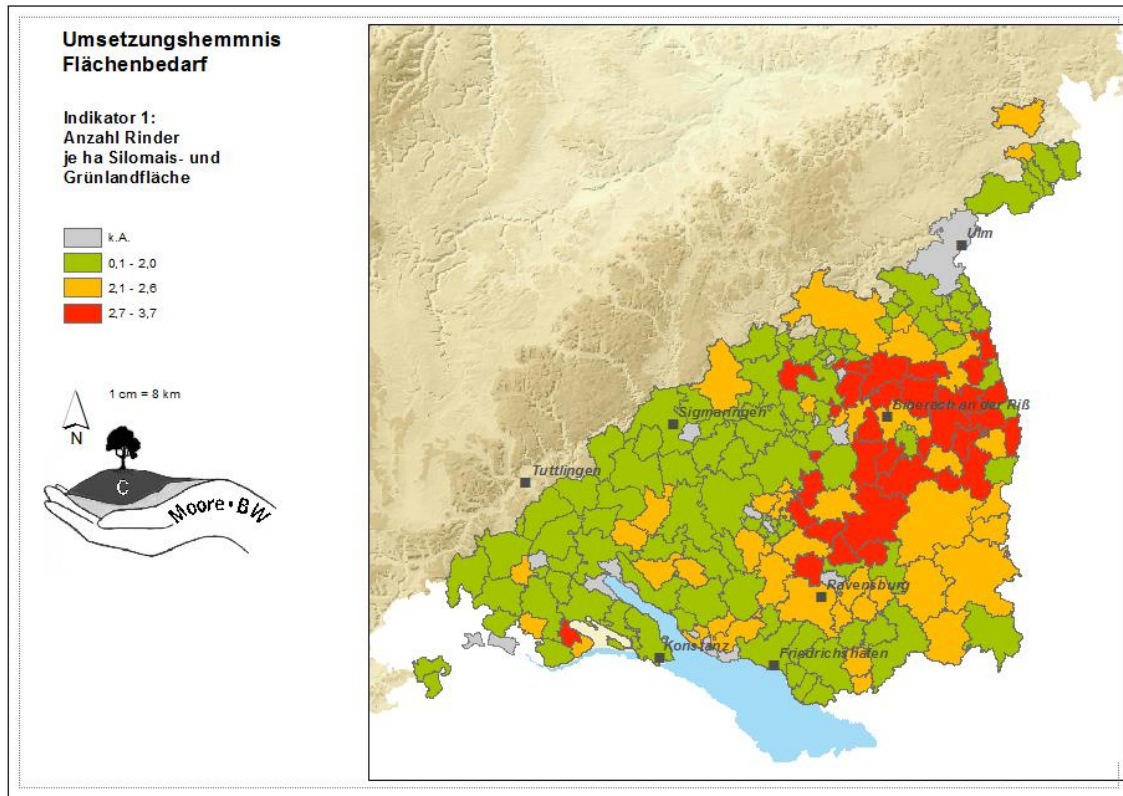 Umsetzungshemmnis
Flächenbedarf
Indikator 1:
Anzahl Rinder
je ha Silomais- und
Grünlandfläche
k.A.
0,1 - 2,0
2,1 - 2,6
2,7 - 3,7
1 cm = 8 km
N
C
Moore•BW
Ulm
Biberach an der Riß
Sigmaringen
Tuttlingen
Ravensburg
Konstanz
Friedrichshafen